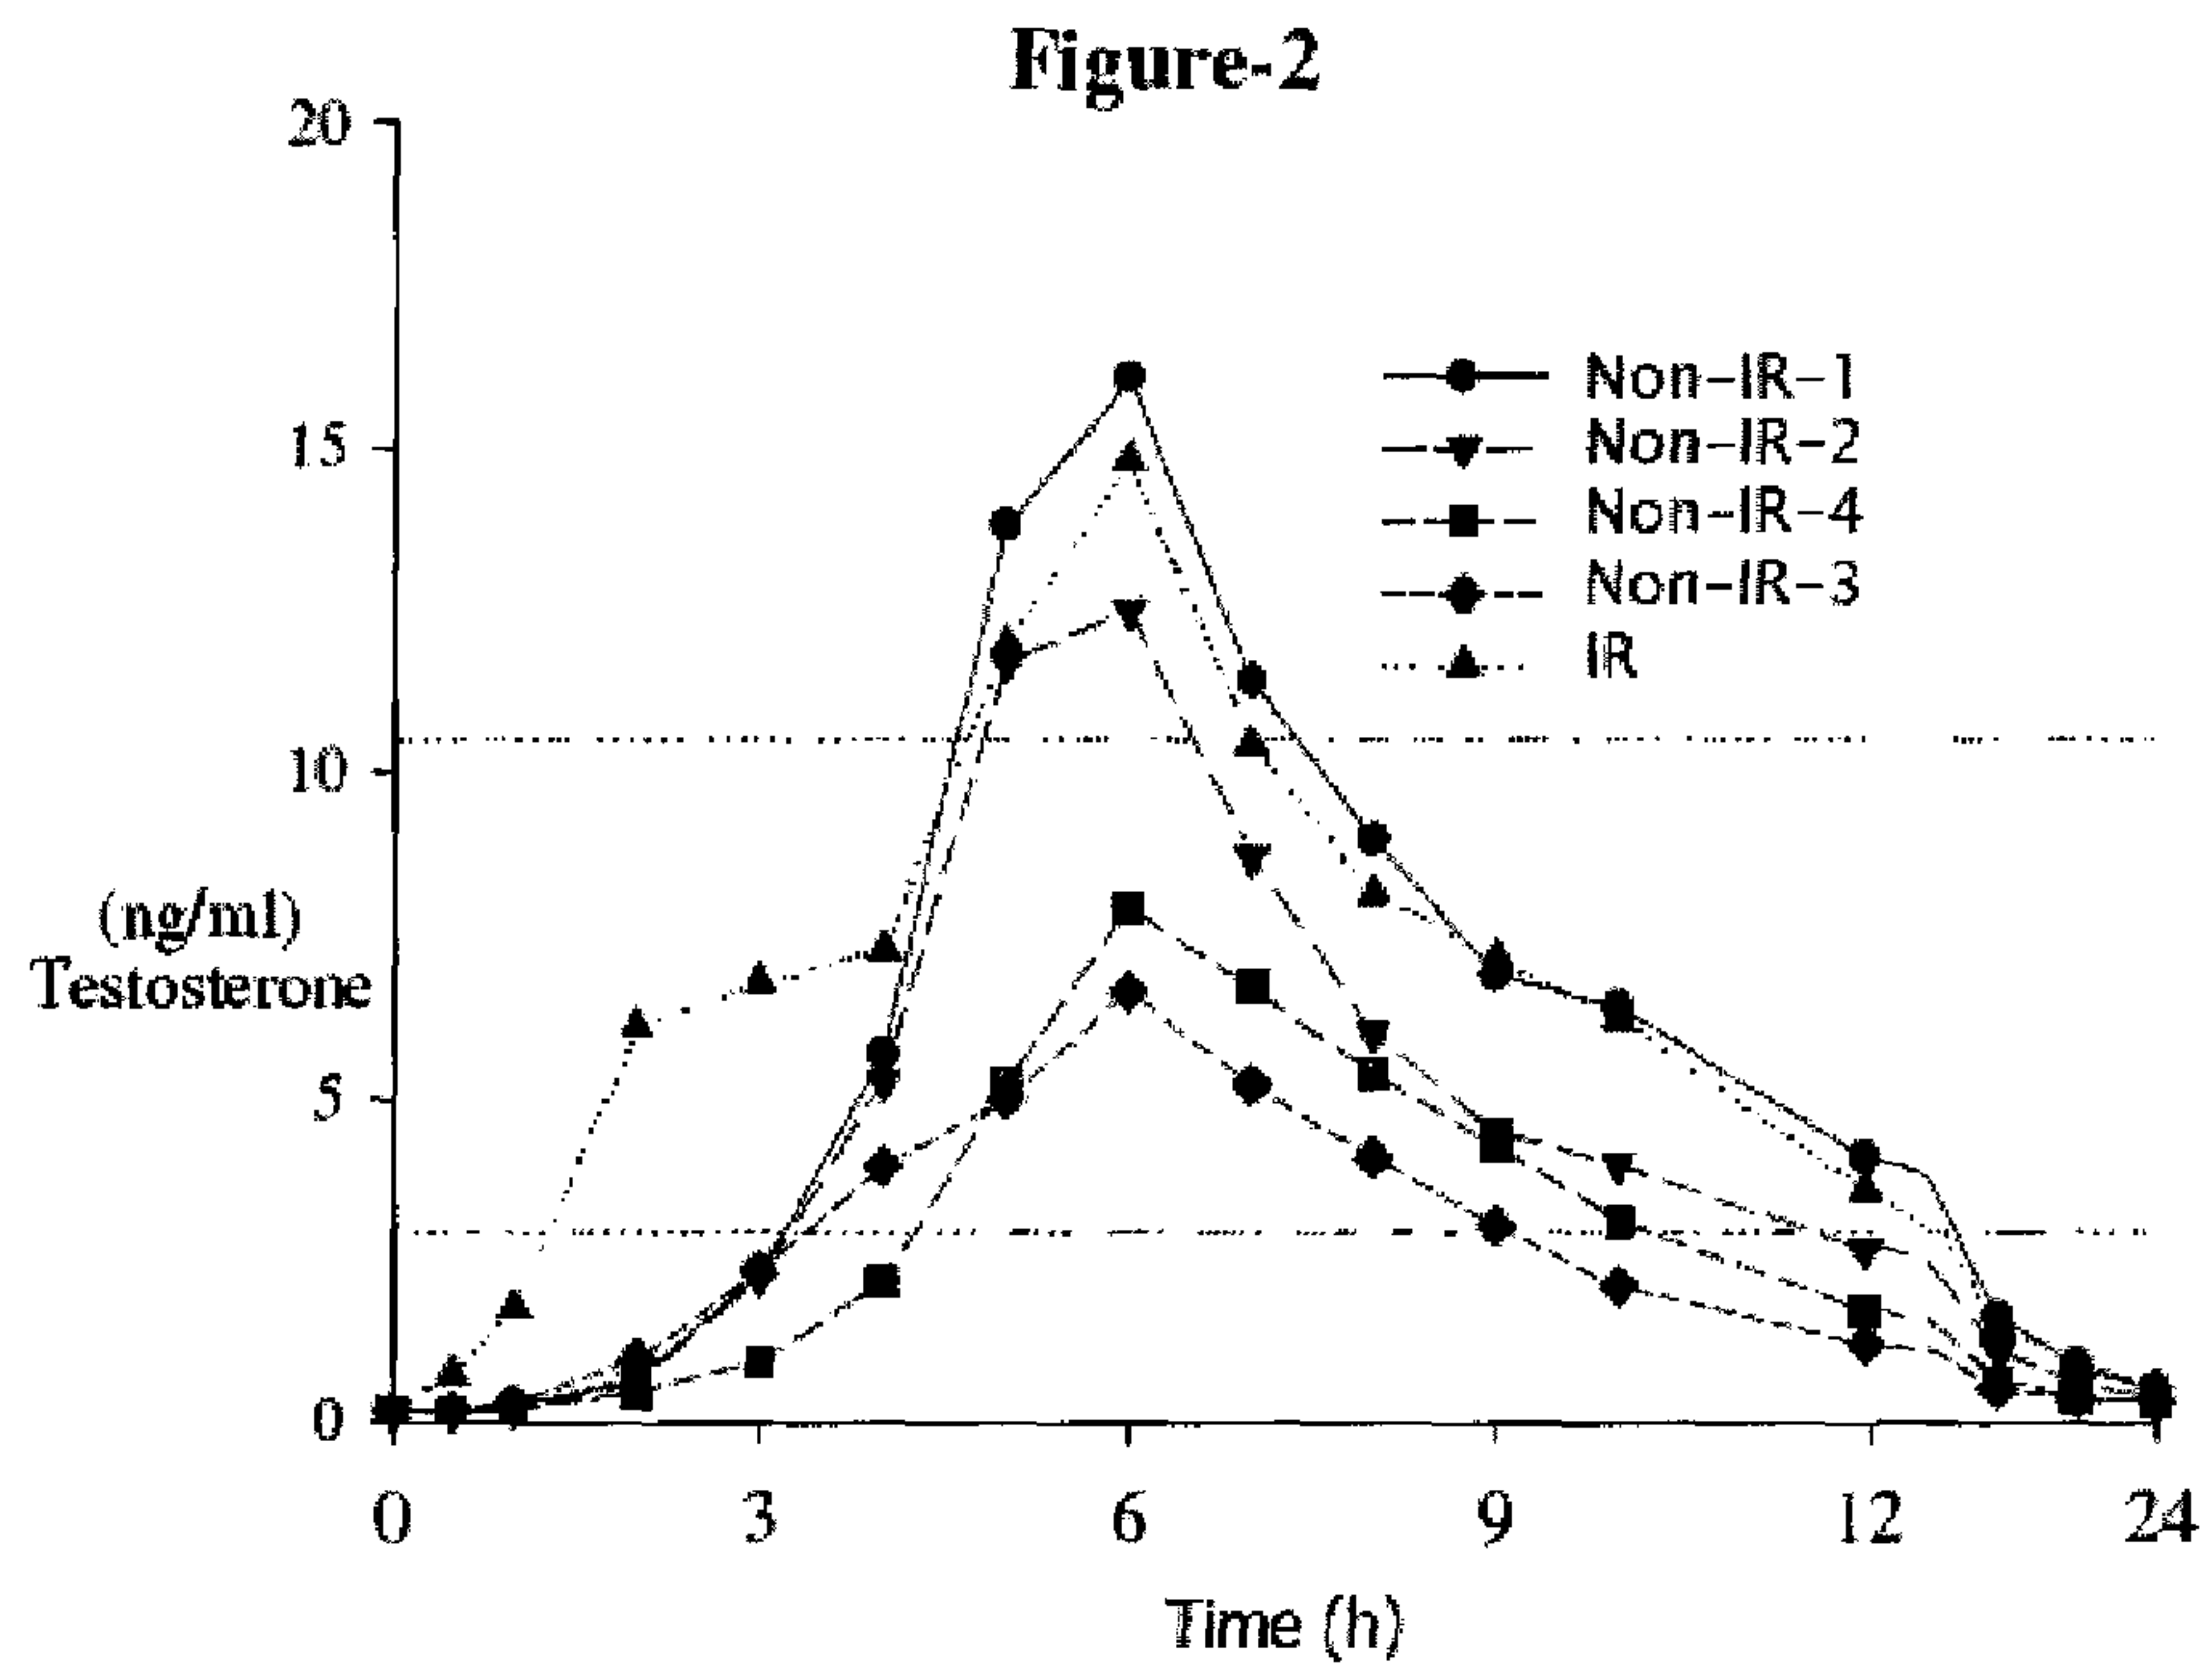 Figure-2
20
15
10
5
0
(ng/ml)
Testosterone
Non-IR-1
Non-IR-2
Non-IR-4
Non-IR-3
IR
0 3 6 9 12 24
Time (h)